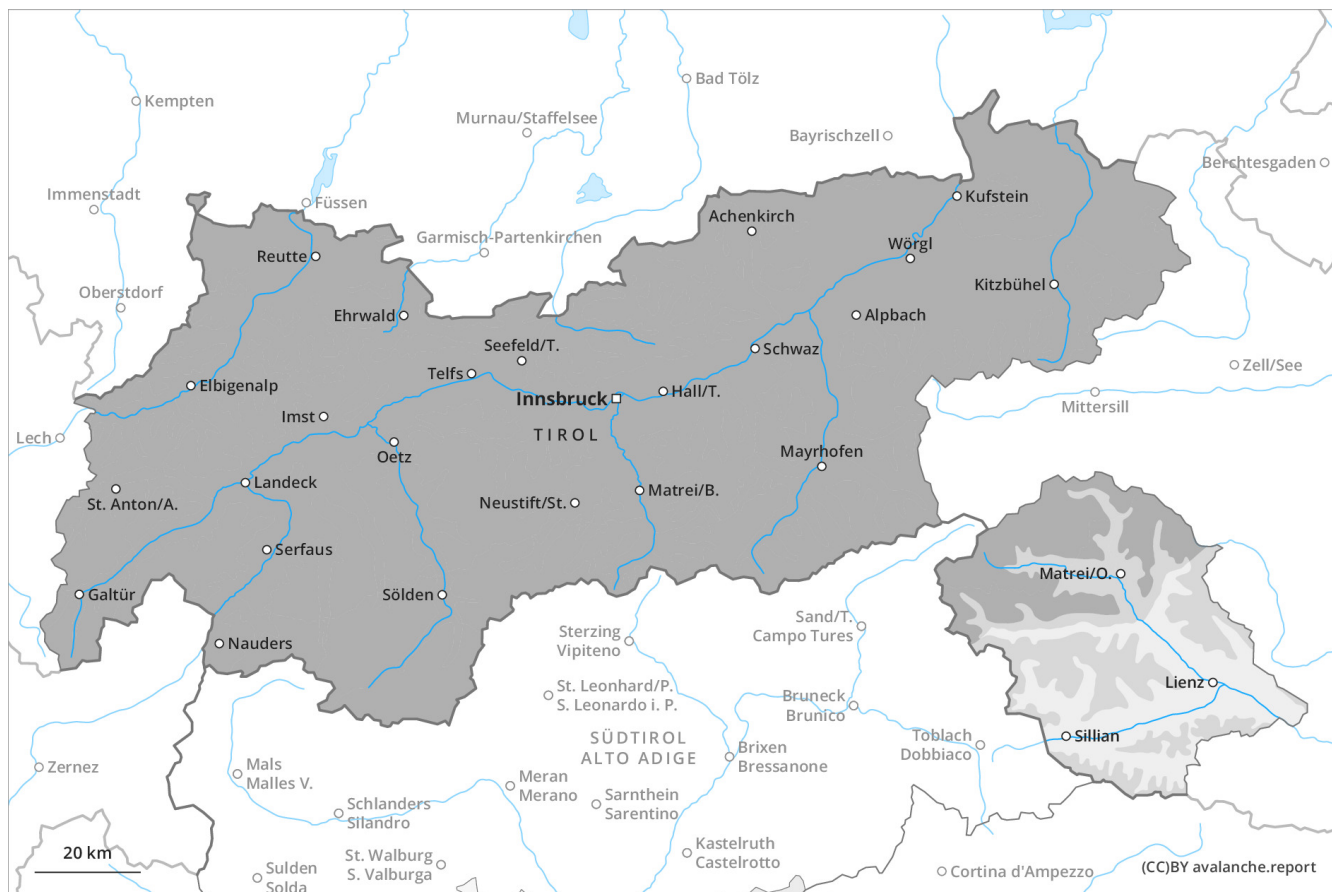 Bad Tölz
Kempten
Murnau/Staffelsee
Bayrischzell
Berchtesgaden
Immenstadt
Füssen
Kufstein
Achenkirch
Garmisch-Partenkirchen
Wörgl
Reutte
Kitzbühel
Oberstdorf
Ehrwald
Alpbach
Seefeld/T.
Schwaz
Zell/See
Telfs
Elbigenalp
Hall/T.
Innsbruck
Mittersill
Imst
TIROL
Lech
Oetz
Mayrhofen
Landeck
St. Anton/A.
Neustift/St.
Matrei/B.
Serfaus
Matrei/O.
Galtür
Sölden
Sand/T.
Campo Tures
Sterzing
Vipiteno
Nauders
Lienz
St. Leonhard/P.
S. Leonardo i. P.
Bruneck
Brunico
Sillian
Toblach
Dobbiaco
SÜDTIROL
ALTO ADIGE
Brixen
Bressanone
Zernez
Mals
Malles V.
Meran
Merano
Schlanders
Silandro
Sarnthein
Sarentino
Kastelruth
Castelrotto
20 km
St. Walburg
S. Valburga
Sulden
Solda
Cortina d'Ampezzo
(CC)BY avalanche.report